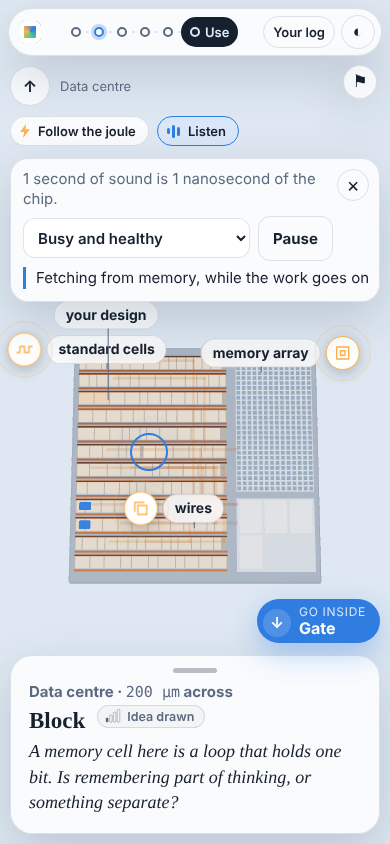 Use
Your log
Data centre
Follow the joule
Listen
1 second of sound is 1 nanosecond of the
chip.
Busy and healthy
Pause
Fetching from memory, while the work goes on
your design
standard cells
memory array
wires
GO INSIDE
Gate
Data centre · 200 µm across
Block
Idea drawn
A memory cell here is a loop that holds one
bit. Is remembering part of thinking, or
something separate?